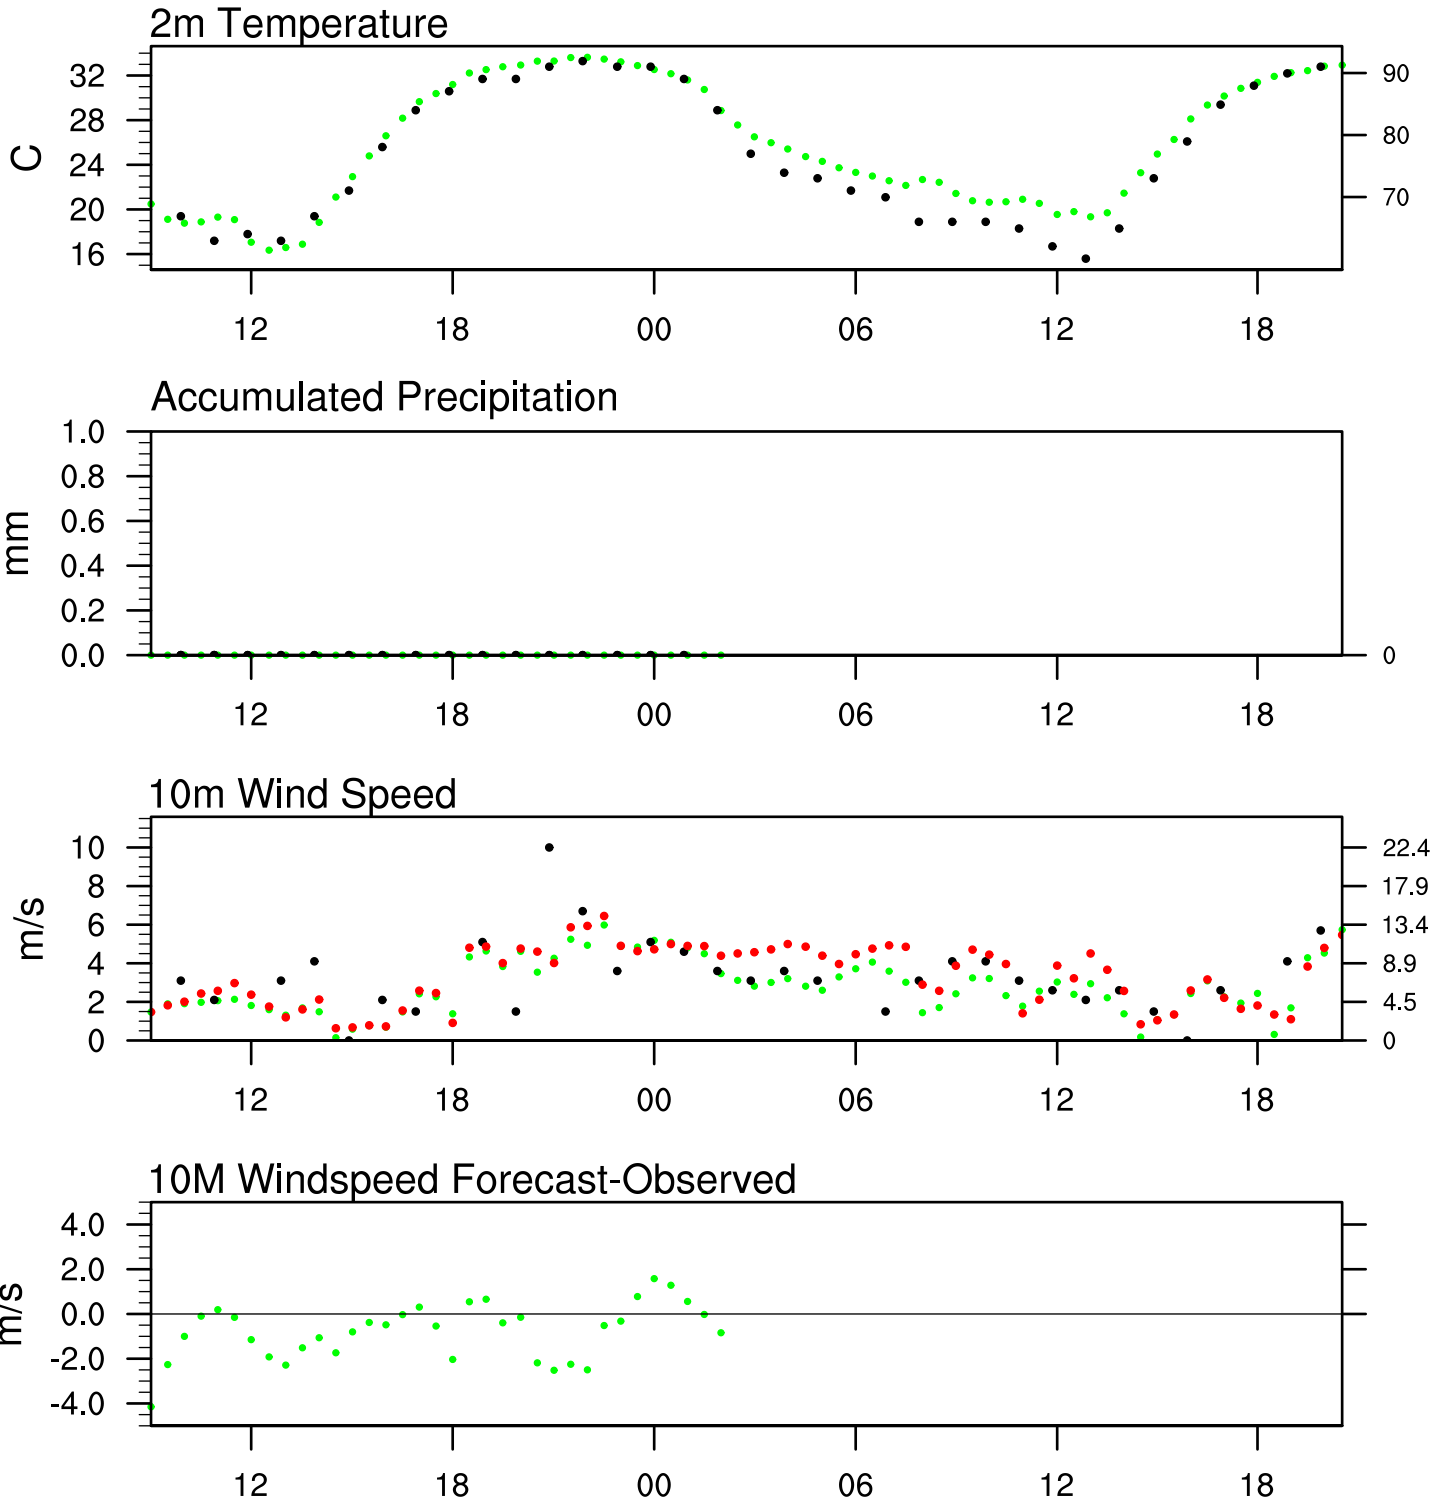 2m Temperature
32
28
24
20
16
C
90
80
70
12 18 00 06 12 18
Accumulated Precipitation
1.0
0.8
0.6
0.4
0.2
0.0
mm
0
12 18 00 06 12 18
10m Wind Speed
10
8
6
4
2
0
m/s
22.4
17.9
13.4
8.9
4.5
0
12 18 00 06 12 18
10M Windspeed Forecast-Observed
4.0
2.0
0.0
-2.0
-4.0
m/s
12 18 00 06 12 18